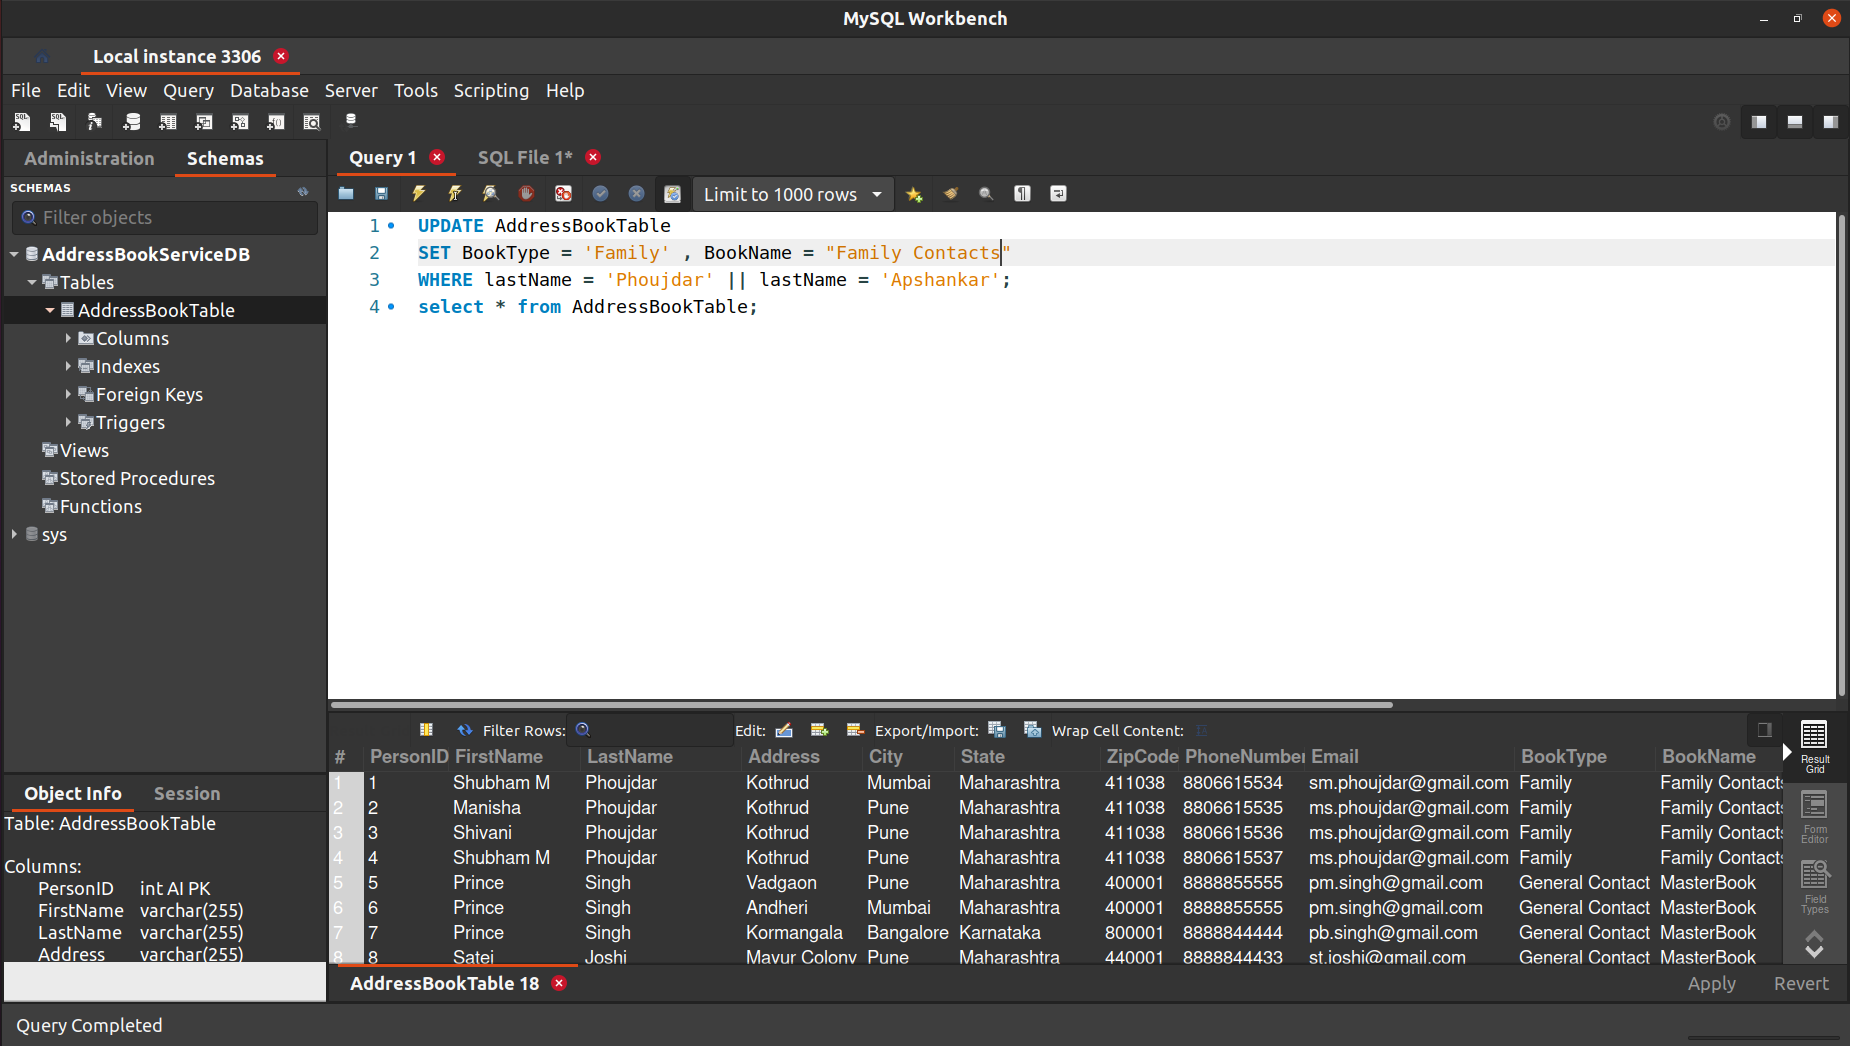 MySQL Workbench
Local instance 3306
File Edit View Query Database Server Tools Scripting Help
Administration Schemas
Query 1 SQL File 1*
SCHEMAS
Filter objects
Limit to 1000 rows
AddressBookServiceDB
Tables
AddressBookTable
Columns
Indexes
Foreign Keys
Triggers
Views
Stored Procedures
Functions
sys
1 UPDATE AddressBookTable
2 SET BookType = 'Family' , BookName = "Family Contacts"
3 WHERE lastName = 'Phoujdar' || lastName = 'Apshankar';
4 select * from AddressBookTable;
Filter Rows: Edit: Export/Import: Wrap Cell Content:
# PersonID FirstName LastName Address City State ZipCode PhoneNumber Email BookType BookName
1 1 Shubham M Phoujdar Kothrud Mumbai Maharashtra 411038 8806615534 sm.phoujdar@gmail.com Family Family Contacts
2 2 Manisha Phoujdar Kothrud Pune Maharashtra 411038 8806615535 ms.phoujdar@gmail.com Family Family Contacts
3 3 Shivani Phoujdar Kothrud Pune Maharashtra 411038 8806615536 ms.phoujdar@gmail.com Family Family Contacts
4 4 Shubham M Phoujdar Kothrud Pune Maharashtra 411038 8806615537 ms.phoujdar@gmail.com Family Family Contacts
5 5 Prince Singh Vadgaon Pune Maharashtra 400001 8888855555 pm.singh@gmail.com General Contact MasterBook
6 6 Prince Singh Andheri Mumbai Maharashtra 400001 8888855555 pm.singh@gmail.com General Contact MasterBook
7 7 Prince Singh Kormangala Bangalore Karnataka 800001 8888844444 pb.singh@gmail.com General Contact MasterBook
8 8 Satej Joshi Mayur Colony Pune Maharashtra 440001 8888844433 st.joshi@gmail.com General Contact MasterBook
Result
Grid
Form
Editor
Field
Types
Object Info Session
Table: AddressBookTable
Columns:
PersonID int AI PK
FirstName varchar(255)
LastName varchar(255)
Address varchar(255)
AddressBookTable 18
Apply Revert
Query Completed